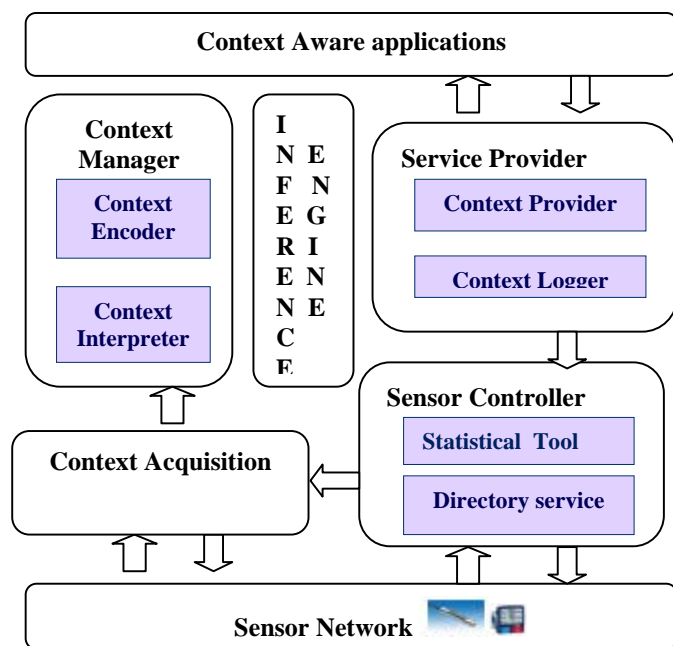 Context Aware applications
Context
Manager
Context
Encoder
Context
Interpreter
INFERENCE
ENGINE
Service Provider
Context Provider
Context Logger
Sensor Controller
Statistical Tool
Directory service
Context Acquisition
Sensor Network